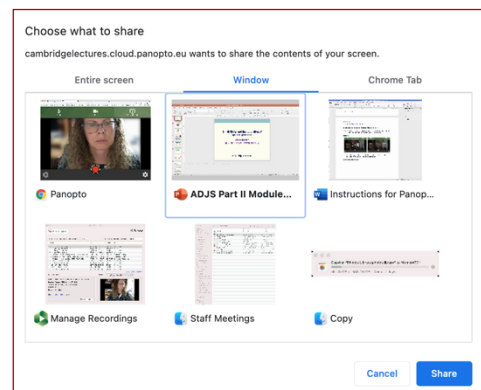 Choose what to share
cambridgelectures.cloud.panopto.eu wants to share the contents of your screen.
Entire screen Window Chrome Tab
Panopto ADJS Part II Module... Instructions for Panop...
Manage Recordings Staff Meetings Copy
Cancel Share